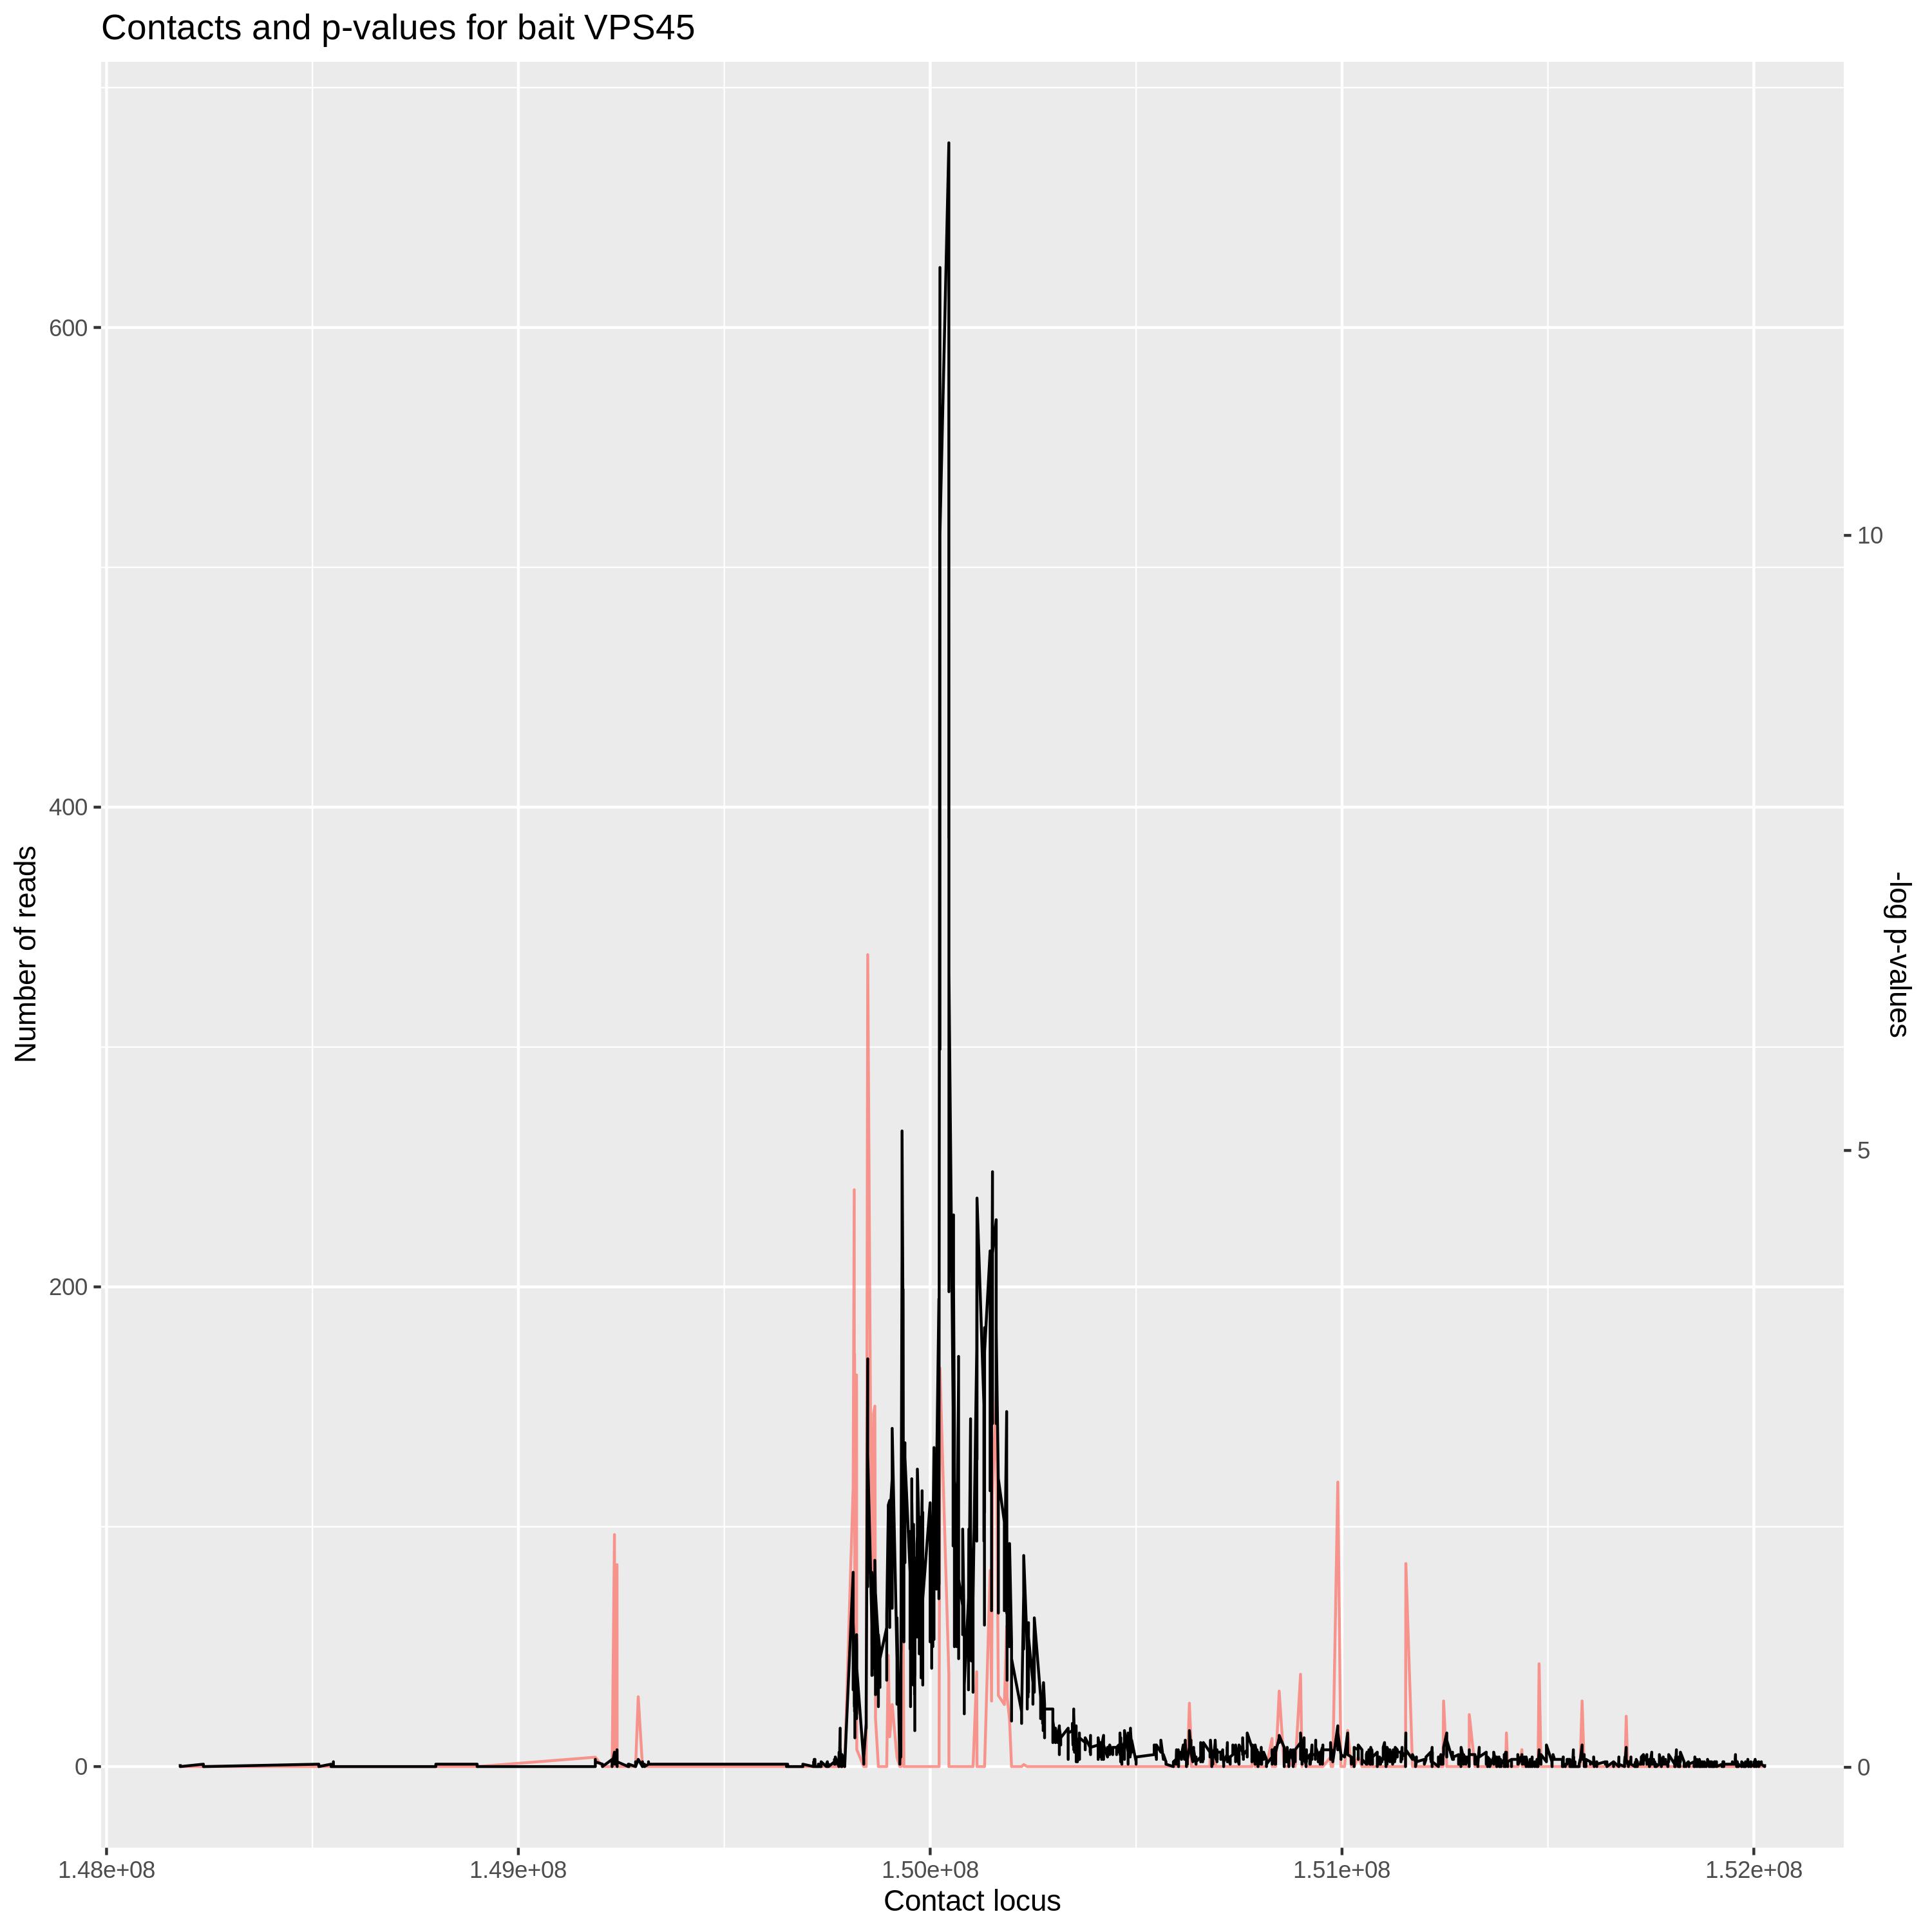 Contacts and p-values for bait VPS45
Number of reads
600
400
200
0
10
5
0
-log p-values
1.48e+08 1.49e+08 1.50e+08 1.51e+08 1.52e+08
Contact locus